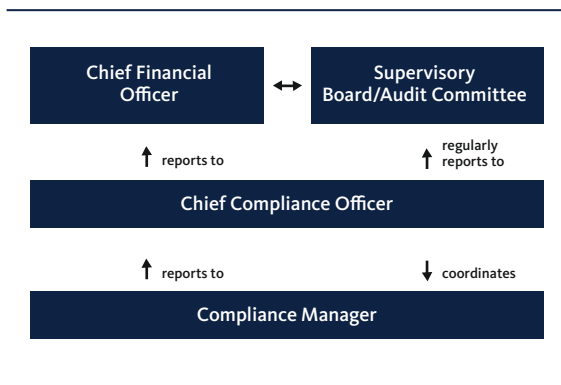 Chief Financial
Officer
Supervisory
Board/Audit Committee
reports to
regularly
reports to
Chief Compliance Officer
reports to
coordinates
Compliance Manager